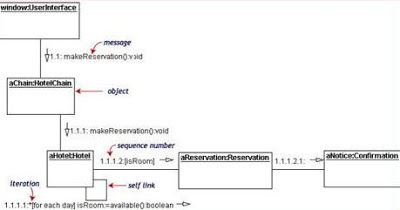 window:UserInterface
message
1.1: makeReservation():void
aChain:HotelChain
object
1.1.1: makeReservation():void
sequence number
aHotel:Hotel
1.1.1.2:[isRoom]
aReservation:Reservation
1.1.1.2.1:
aNotice:Confirmation
iteration
self link
1.1.1.1:*[for each day] isRoom:=available():boolean